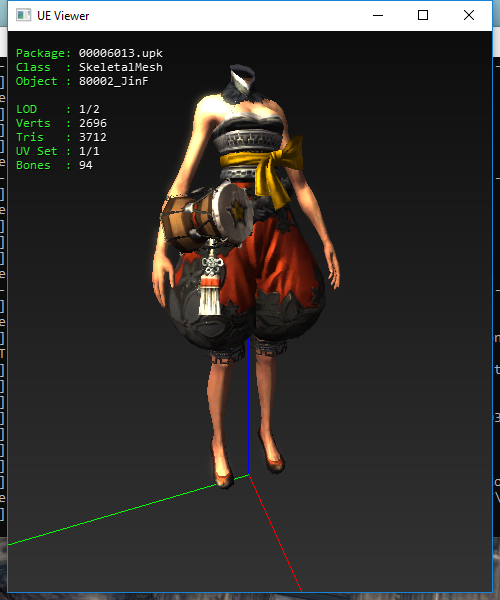 UE Viewer
Package: 00006013.upk
Class : SkeletalMesh
Object : 80002_JinF
LOD : 1/2
Verts : 2696
Tris : 3712
UV Set : 1/1
Bones : 94